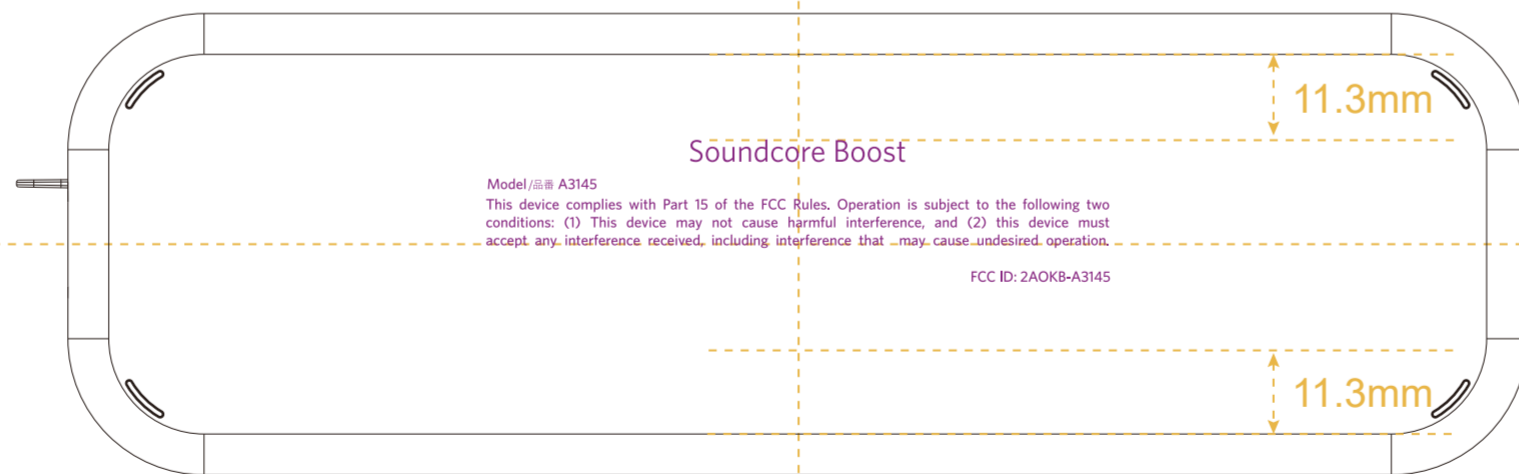 11.3mm
Soundcore Boost
Model/品番 A3145
This device complies with Part 15 of the FCC Rules. Operation is subject to the following two
conditions: (1) This device may not cause harmful interference, and (2) this device must
accept any interference received, including interference that may cause undesired operation.
FCC ID: 2AOKB-A3145
11.3mm